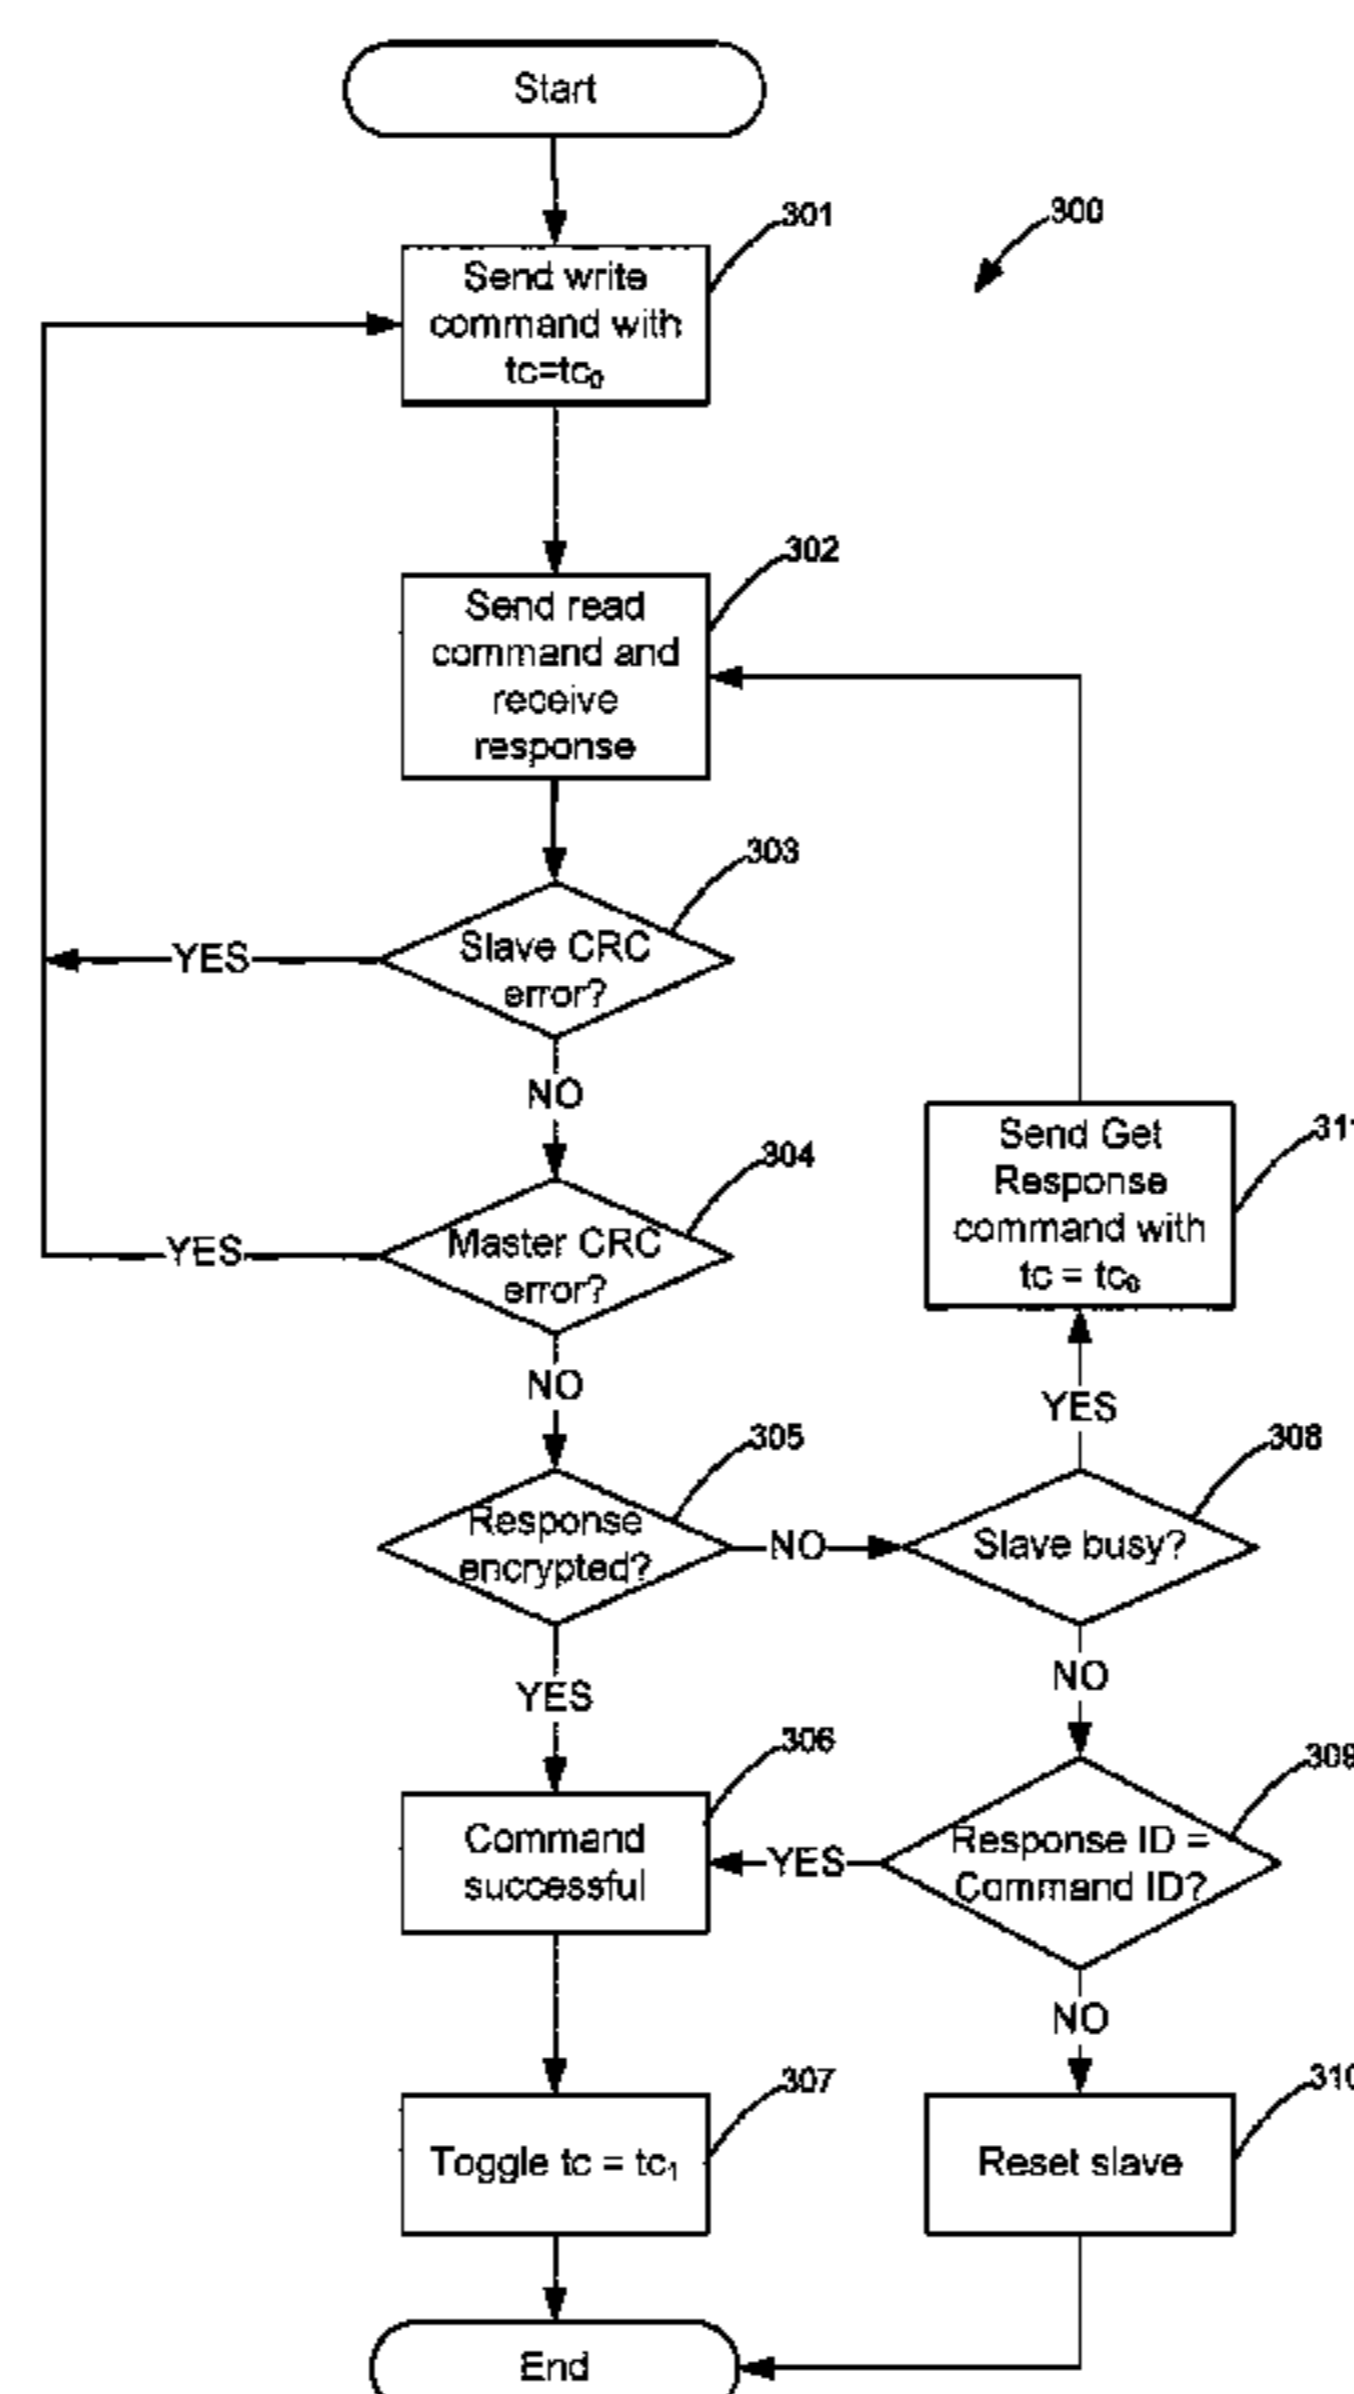 Start
301
300
Send write
command with
tc=tc₀
302
Send read
command and
receive
response
303
Slave CRC
error?
YES
NO
304
Master CRC
error?
YES
NO
311
Send Get
Response
command with
tc = tc₀
YES
305
308
Response
encrypted?
NO
Slave busy?
YES
NO
306
309
Command
successful
YES
Response ID =
Command ID?
NO
307
310
Toggle tc = tc₁
Reset slave
End